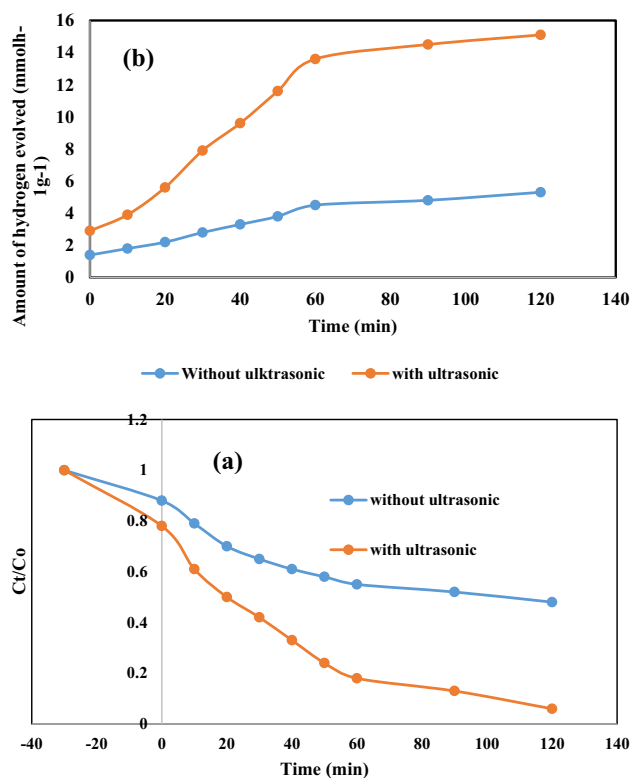 16
14
12
10
8
6
4
2
0
(b)
Amount of hydrogen evolved (mmolh-
1g-1)
0 20 40 60 80 100 120 140
Time (min)
Without ulktrasonic with ultrasonic
1.2
1
0.8
0.6
0.4
0.2
0
(a)
without ultrasonic
with ultrasonic
Ct/Co
-40 -20 0 20 40 60 80 100 120 140
Time (min)